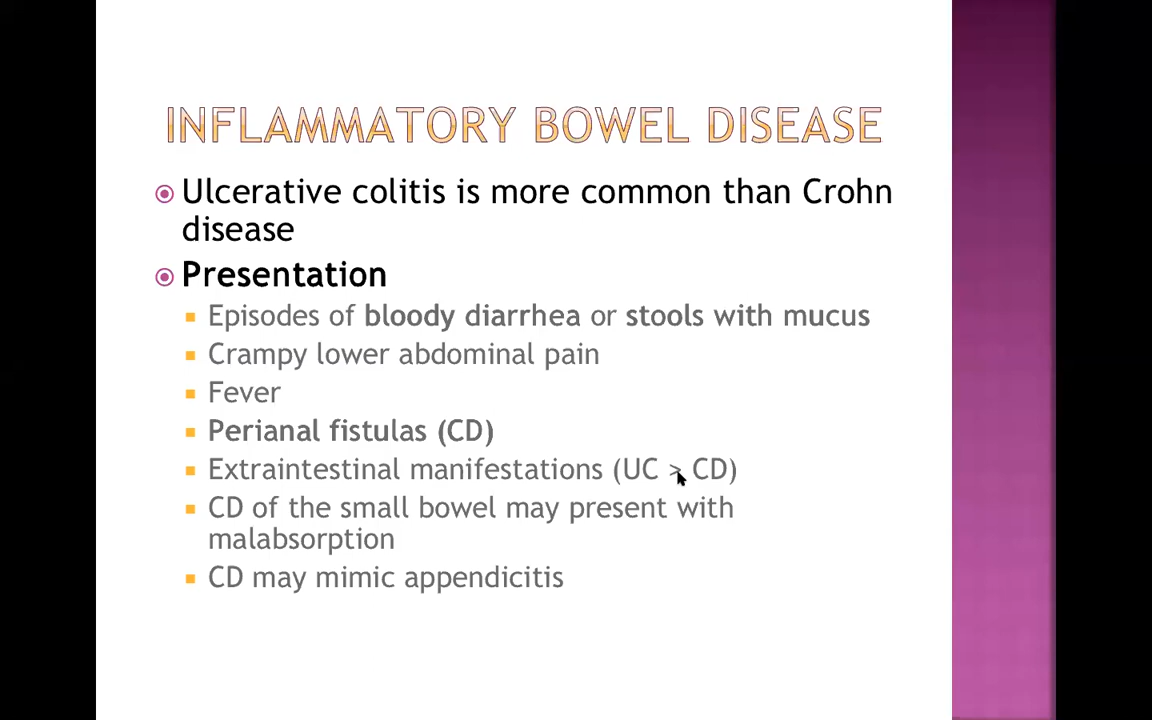 INFLAMMATORY BOWEL DISEASE
Ulcerative colitis is more common than Crohn
disease
Presentation
Episodes of bloody diarrhea or stools with mucus
Crampy lower abdominal pain
Fever
Perianal fistulas (CD)
Extraintestinal manifestations (UC > CD)
CD of the small bowel may present with
malabsorption
CD may mimic appendicitis